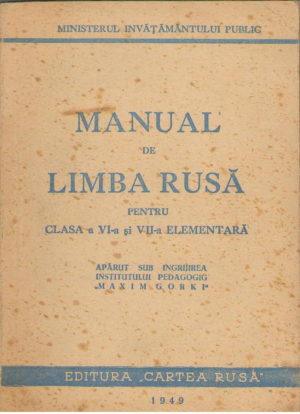 MINISTERUL INVĂȚĂMÂNTULUI PUBLIC
MANUAL
DE
LIMBA RUSĂ
PENTRU
CLASA a VI-a și VII-a ELEMENTARĂ
APĂRUT SUB INGRIJIREA
INSTITUTULUI PEDAGOGIC
„MAXIM GORKI"
EDITURA „CARTEA RUSĂ"
1949